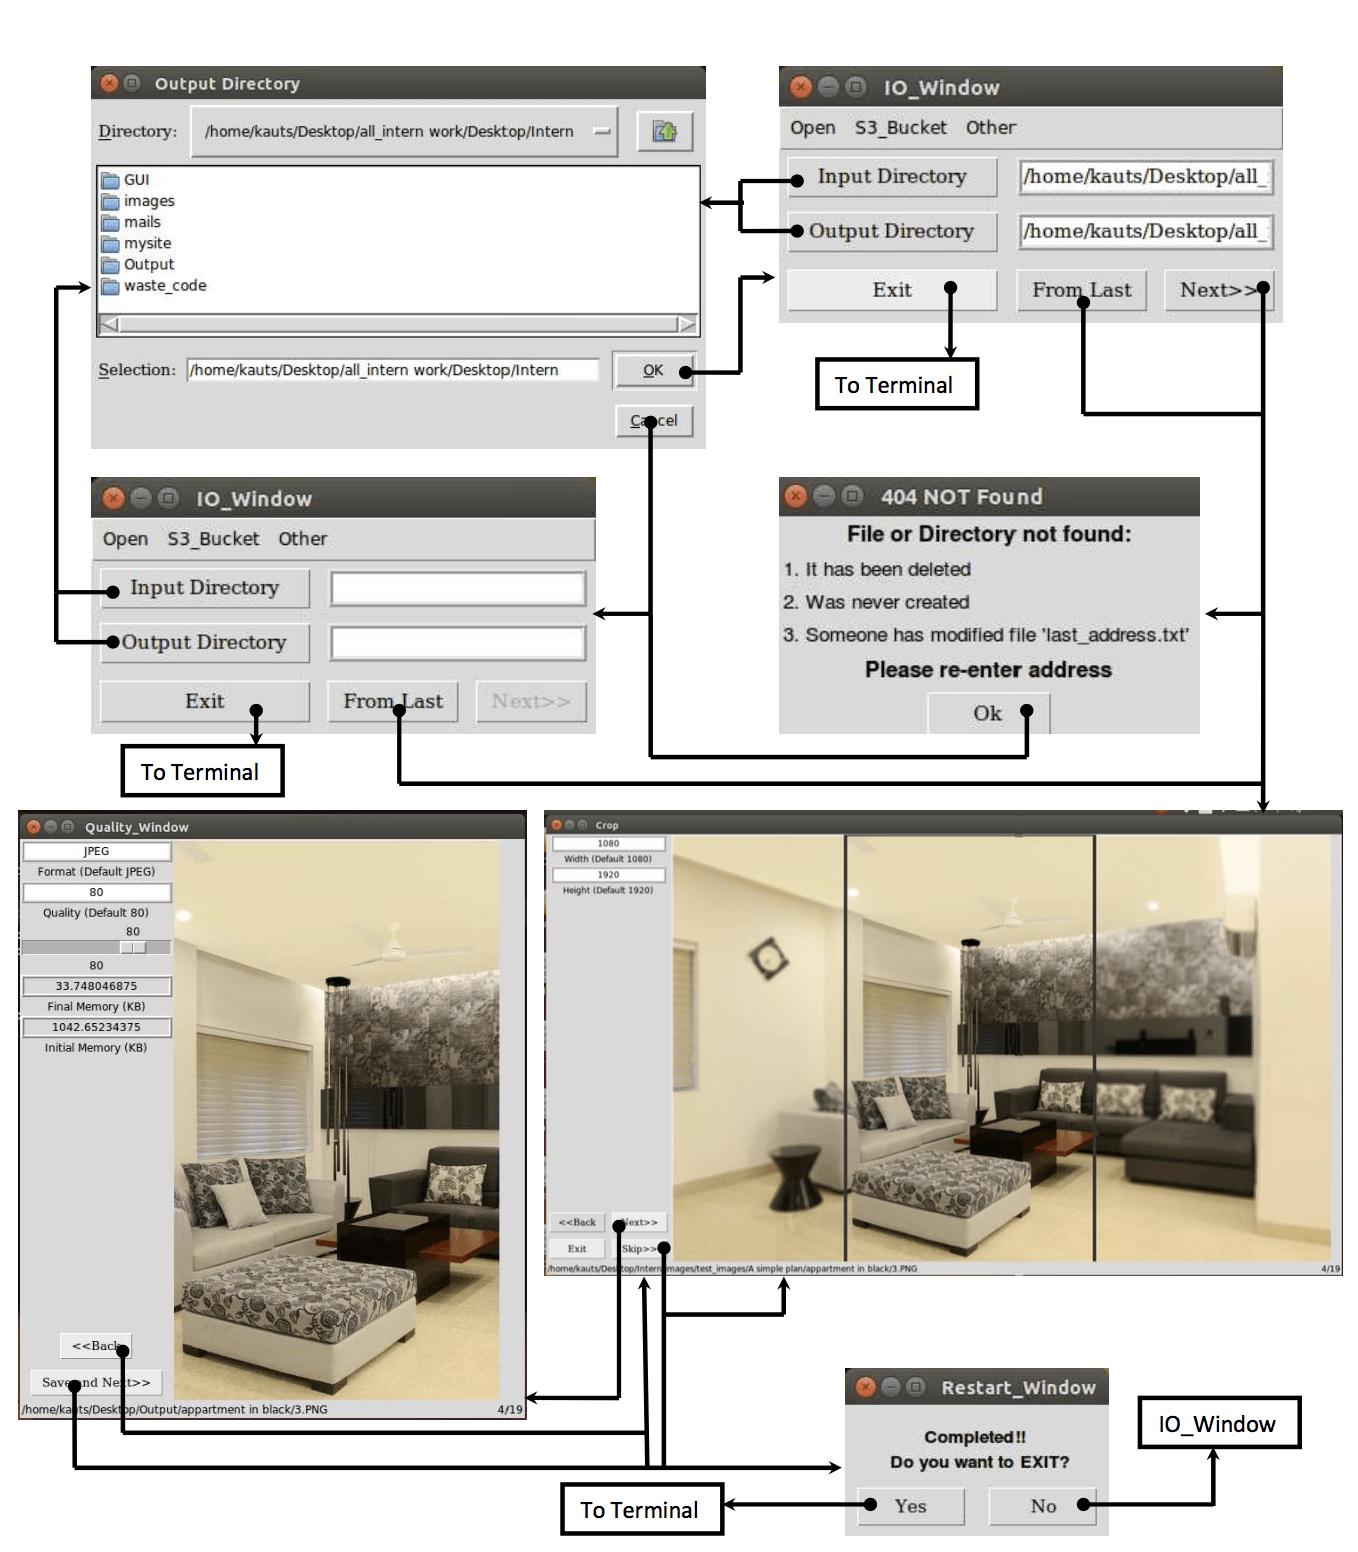 Output Directory
Directory: /home/kauts/Desktop/all_intern work/Desktop/Intern
GUI
images
mails
mysite
Output
waste_code
Selection: /home/kauts/Desktop/all_intern work/Desktop/Intern
OK
Cancel
IO_Window
Open S3_Bucket Other
Input Directory /home/kauts/Desktop/all_
Output Directory /home/kauts/Desktop/all_
Exit From Last Next>>
To Terminal
IO_Window
Open S3_Bucket Other
Input Directory
Output Directory
Exit From Last Next>>
To Terminal
404 NOT Found
File or Directory not found:
1. It has been deleted
2. Was never created
3. Someone has modified file 'last_address.txt'
Please re-enter address
Ok
Quality_Window
JPEG
Format (Default JPEG)
80
Quality (Default 80)
80
80
33.748046875
Final Memory (KB)
1042.65234375
Initial Memory (KB)
<<Back
Save and Next>>
/home/kauts/Desktop/Output/appartment in black/3.PNG 4/19
Crop
1080
Width (Default 1080)
1920
Height (Default 1920)
<<Back Next>>
Exit Skip>>
/home/kauts/Desktop/Intern/images/test_images/A simple plan/appartment in black/3.PNG 4/19
Restart_Window
Completed!!
Do you want to EXIT?
Yes No
To Terminal
IO_Window